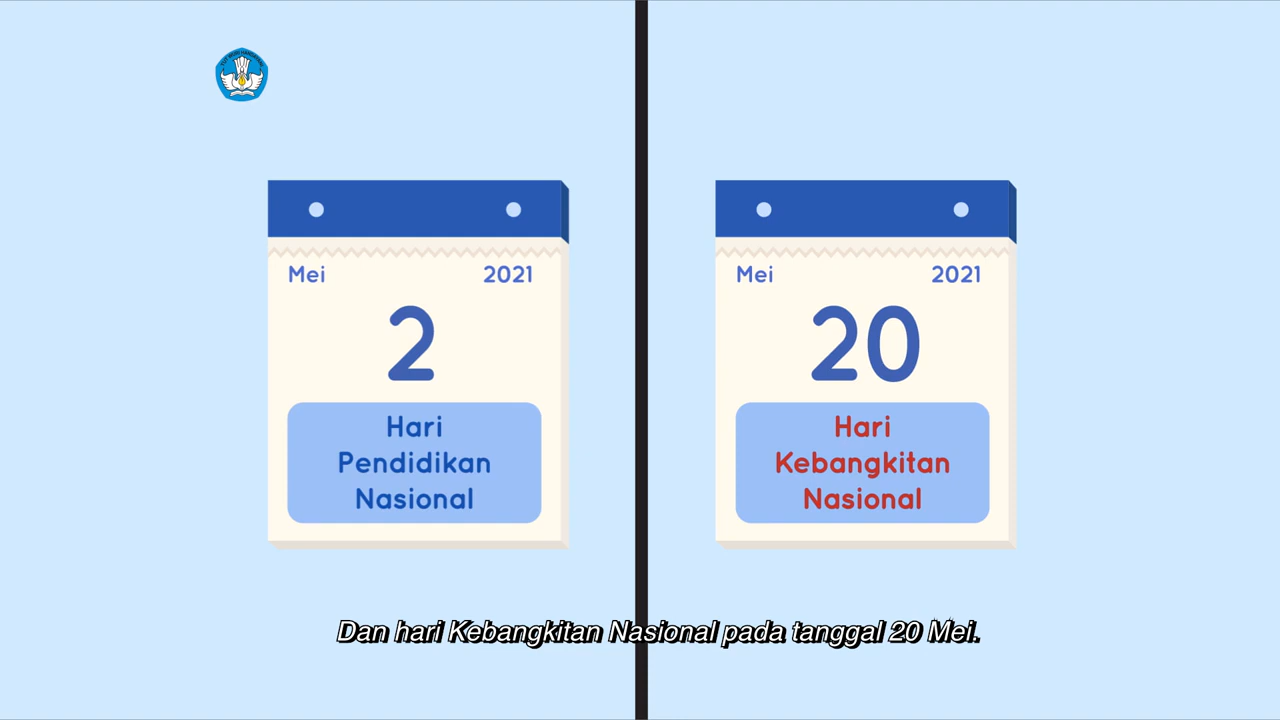 Mei 2021
2
Hari
Pendidikan
Nasional
Mei 2021
20
Hari
Kebangkitan
Nasional
Dan hari Kebangkitan Nasional pada tanggal 20 Mei.